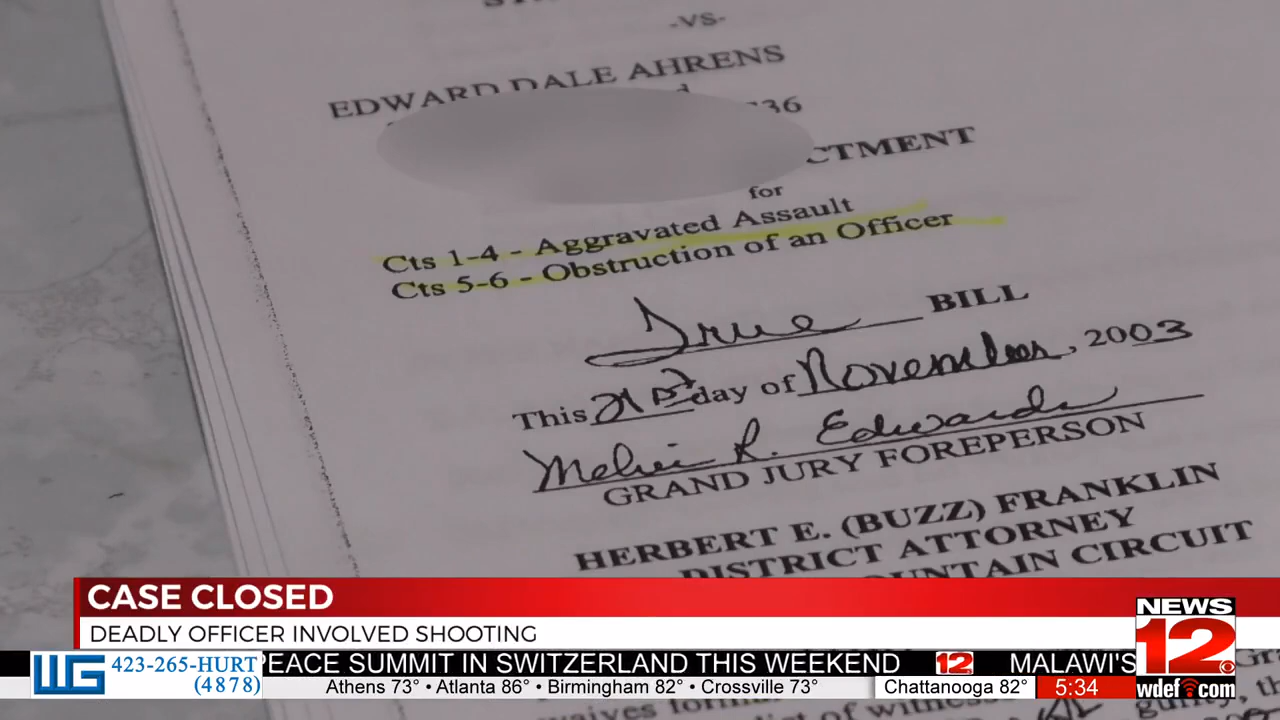 -VS-
EDWARD DALE AHRENS
36
CTMENT
for
Cts 1-4 - Aggravated Assault
Cts 5-6 - Obstruction of an Officer
True BILL
This 21st day of November, 2003
R. Edwards
GRAND JURY FOREPERSON
HERBERT E. (BUZZ) FRANKLIN
DISTRICT ATTORNEY
MOUNTAIN CIRCUIT
CASE CLOSED
DEADLY OFFICER INVOLVED SHOOTING
NEWS
12
wdef.com
WG 423-265-HURT
(4878)
PEACE SUMMIT IN SWITZERLAND THIS WEEKEND 12 MALAWI'S
Athens 73° • Atlanta 86° • Birmingham 82° • Crossville 73° Chattanooga 82° 5:34